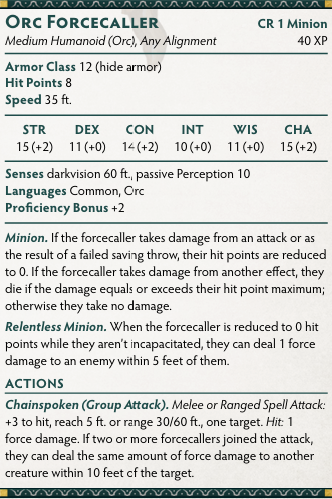 Orc Forcecaller CR 1 Minion
Medium Humanoid (Orc), Any Alignment 40 XP
Armor Class 12 (hide armor)
Hit Points 8
Speed 35 ft.
STR DEX CON INT WIS CHA
15 (+2) 11 (+0) 14 (+2) 10 (+0) 11 (+0) 15 (+2)
Senses darkvision 60 ft., passive Perception 10
Languages Common, Orc
Proficiency Bonus +2
Minion. If the forcecaller takes damage from an attack or as
the result of a failed saving throw, their hit points are reduced
to 0. If the forcecaller takes damage from another effect, they
die if the damage equals or exceeds their hit point maximum;
otherwise they take no damage.
Relentless Minion. When the forcecaller is reduced to 0 hit
points while they aren't incapacitated, they can deal 1 force
damage to an enemy within 5 feet of them.
Actions
Chainspoken (Group Attack). Melee or Ranged Spell Attack:
+3 to hit, reach 5 ft. or range 30/60 ft., one target. Hit: 1
force damage. If two or more forcecallers joined the attack,
they can deal the same amount of force damage to another
creature within 10 feet of the target.